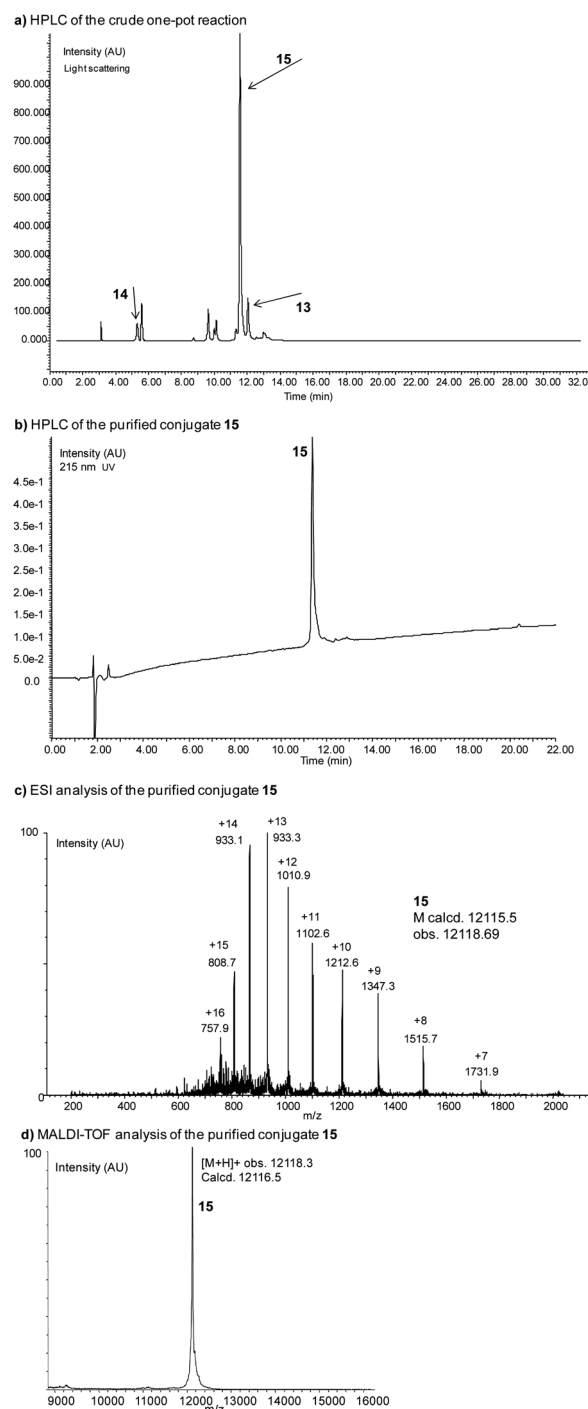 a) HPLC of the crude one-pot reaction
Intensity (AU)
Light scattering
15
900.000
800.000
700.000
600.000
500.000
400.000
300.000
200.000
100.000
0.000
14
13
0.00 2.00 4.00 6.00 8.00 10.00 12.00 14.00 16.00 18.00 20.00 22.00 24.00 26.00 28.00 30.00 32.0
Time (min)
b) HPLC of the purified conjugate 15
Intensity (AU)
215 nm UV
15
4.5e-1
4.0e-1
3.5e-1
3.0e-1
2.5e-1
2.0e-1
1.5e-1
1.0e-1
5.0e-2
0.0
0.00 2.00 4.00 6.00 8.00 10.00 12.00 14.00 16.00 18.00 20.00 22.00
Time (min)
c) ESI analysis of the purified conjugate 15
100
Intensity (AU)
+14
933.1
+13
933.3
+12
1010.9
+11
1102.6
+10
1212.6
+9
1347.3
+8
1515.7
+7
1731.9
+15
808.7
+16
757.9
15
M calcd. 12115.5
obs. 12118.69
0
200 400 600 800 1000 1200 1400 1600 1800 2000
m/z
d) MALDI-TOF analysis of the purified conjugate 15
100
Intensity (AU)
[M+H]+ obs. 12118.3
Calcd. 12116.5
15
0
9000 10000 11000 12000 13000 14000 15000 16000
m/z